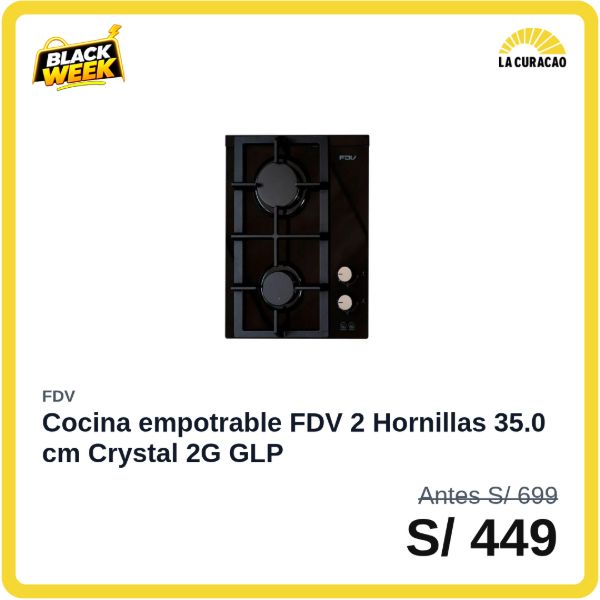 BLACK
WEEK
LA CURACAO
FDV
FDV
Cocina empotrable FDV 2 Hornillas 35.0
cm Crystal 2G GLP
Antes S/ 699
S/ 449